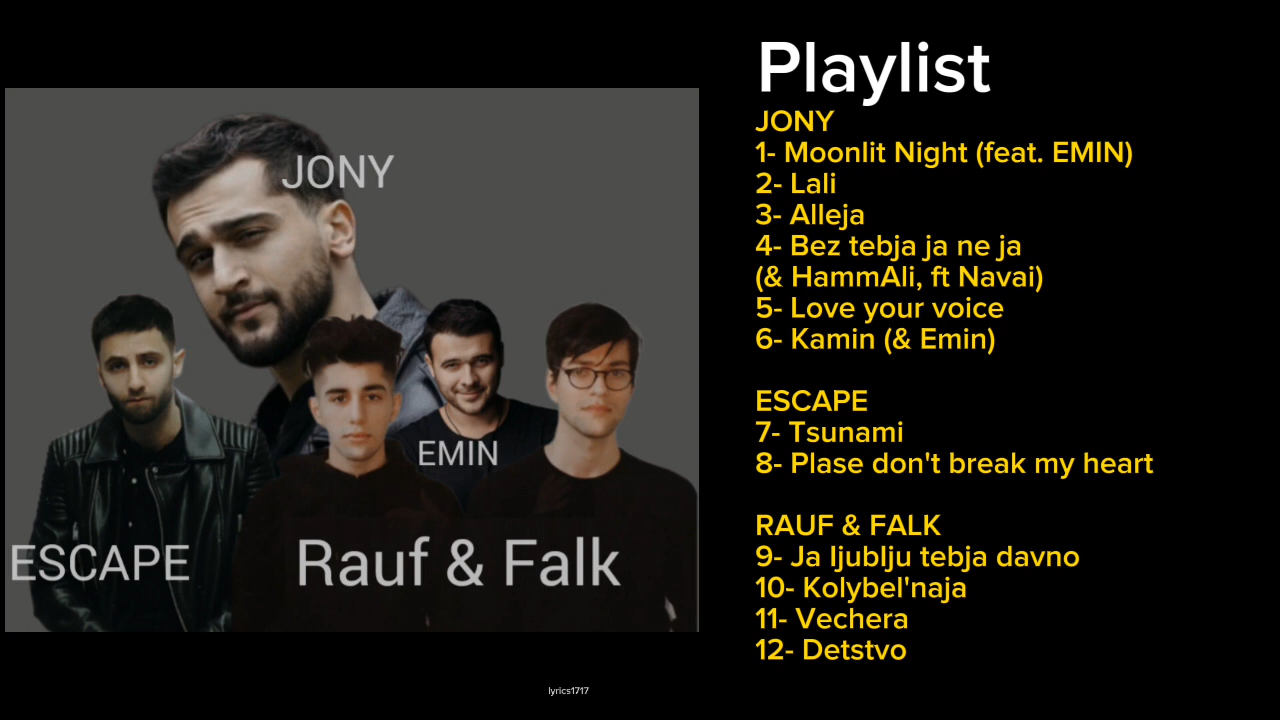 JONY
EMIN
ESCAPE
Rauf & Falk
Playlist
JONY
1- Moonlit Night (feat. EMIN)
2- Lali
3- Alleja
4- Bez tebja ja ne ja
(& HammAli, ft Navai)
5- Love your voice
6- Kamin (& Emin)
ESCAPE
7- Tsunami
8- Plase don't break my heart
RAUF & FALK
9- Ja ljublju tebja davno
10- Kolybel'naja
11- Vechera
12- Detstvo
lyrics1717